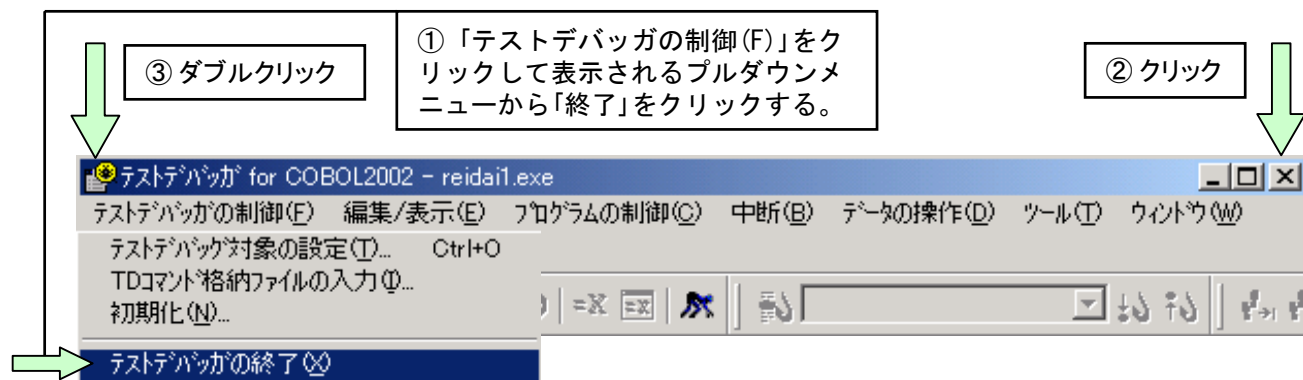 ①「テストデバッガの制御(F)」をク
リックして表示されるプルダウンメ
ニューから「終了」をクリックする。
③ ダブルクリック
② クリック
テストデバッガ for COBOL2002 - reidai1.exe
テストデバッガの制御(F) 編集/表示(E) プログラムの制御(C) 中断(B) データの操作(D) ツール(T) ウィンドウ(W)
テストデバッグ対象の設定(T)... Ctrl+O
TDコマンド格納ファイルの入力(I)...
初期化(N)...
テストデバッガの終了(X)